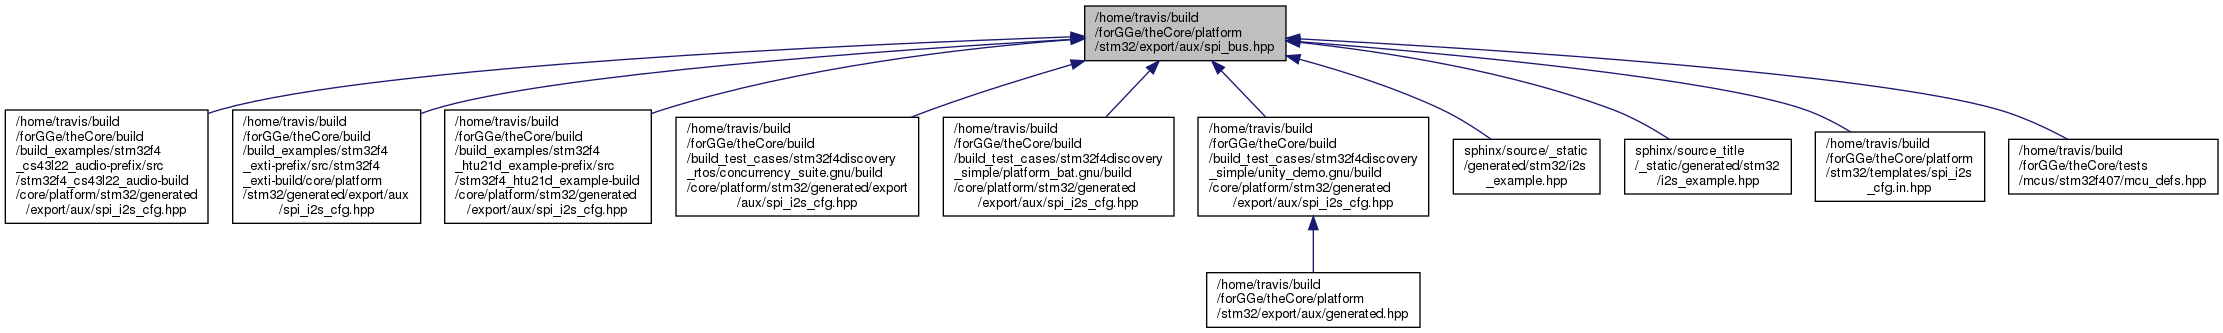 /home/travis/build
/forGGe/theCore/platform
/stm32/export/aux/spi_bus.hpp
/home/travis/build
/forGGe/theCore/build
/build_examples/stm32f4
_cs43l22_audio-prefix/src
/stm32f4_cs43l22_audio-build
/core/platform/stm32/generated
/export/aux/spi_i2s_cfg.hpp
/home/travis/build
/forGGe/theCore/build
/build_examples/stm32f4
_exti-prefix/src/stm32f4
_exti-build/core/platform
/stm32/generated/export/aux
/spi_i2s_cfg.hpp
/home/travis/build
/forGGe/theCore/build
/build_examples/stm32f4
_htu21d_example-prefix/src
/stm32f4_htu21d_example-build
/core/platform/stm32/generated
/export/aux/spi_i2s_cfg.hpp
/home/travis/build
/forGGe/theCore/build
/build_test_cases/stm32f4discovery
_rtos/concurrency_suite.gnu/build
/core/platform/stm32/generated/export
/aux/spi_i2s_cfg.hpp
/home/travis/build
/forGGe/theCore/build
/build_test_cases/stm32f4discovery
_simple/platform_bat.gnu/build
/core/platform/stm32/generated
/export/aux/spi_i2s_cfg.hpp
/home/travis/build
/forGGe/theCore/build
/build_test_cases/stm32f4discovery
_simple/unity_demo.gnu/build
/core/platform/stm32/generated
/export/aux/spi_i2s_cfg.hpp
sphinx/source/_static
/generated/stm32/i2s
_example.hpp
sphinx/source_title
/_static/generated/stm32
/i2s_example.hpp
/home/travis/build
/forGGe/theCore/platform
/stm32/templates/spi_i2s
_cfg.in.hpp
/home/travis/build
/forGGe/theCore/tests
/mcus/stm32f407/mcu_defs.hpp
/home/travis/build
/forGGe/theCore/platform
/stm32/export/aux/generated.hpp